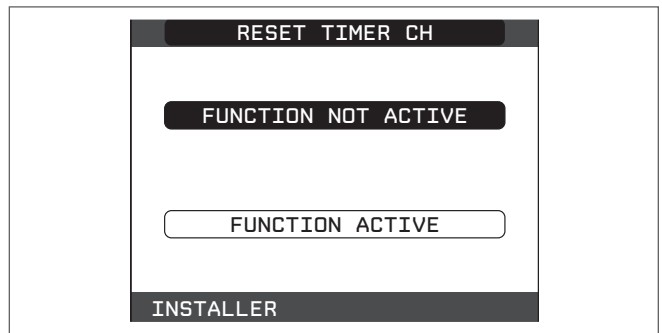 RESET TIMER CH
FUNCTION NOT ACTIVE
FUNCTION ACTIVE
INSTALLER